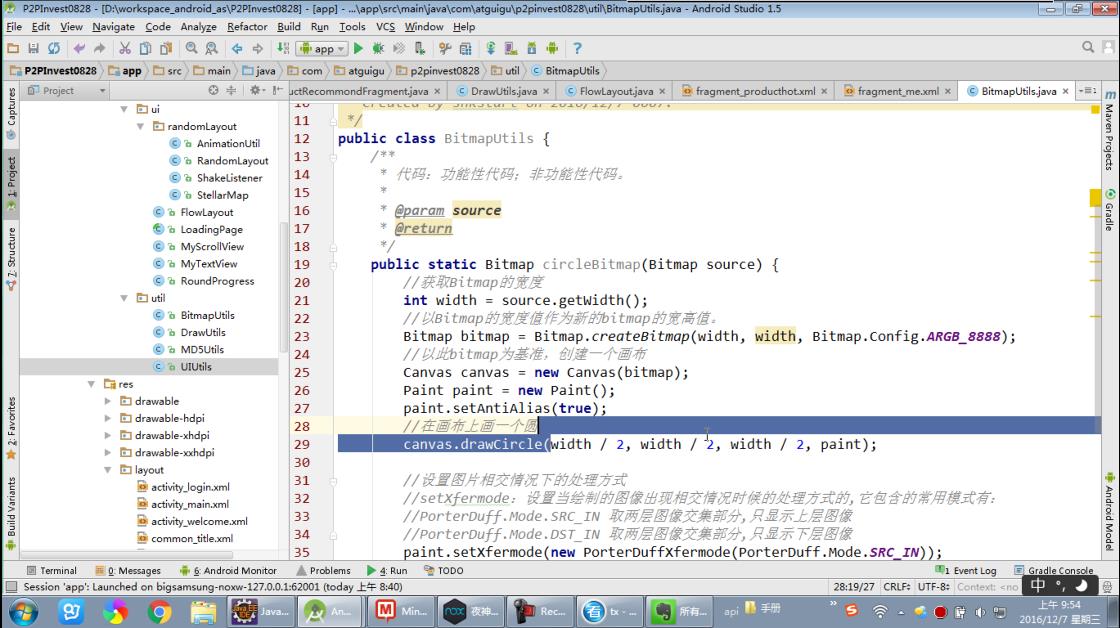 P2PInvest0828 - [D:\workspace_android_as\P2PInvest0828] - [app] - ...\app\src\main\java\com\atguigu\p2pinvest0828\util\BitmapUtils.java - Android Studio 1.5
File Edit View Navigate Code Analyze Refactor Build Run Tools VCS Window Help
app
P2PInvest0828 app src main java com atguigu p2pinvest0828 util BitmapUtils
Project
uctRecommondFragment.java DrawUtils.java FlowLayout.java fragment_producthot.xml fragment_me.xml BitmapUtils.java
Captures
1: Project
7: Structure
2: Favorites
Build Variants
ui
randomLayout
AnimationUtil
RandomLayout
ShakeListener
StellarMap
FlowLayout
LoadingPage
MyScrollView
MyTextView
RoundProgress
util
BitmapUtils
DrawUtils
MD5Utils
UIUtils
res
drawable
drawable-hdpi
drawable-xhdpi
drawable-xxhdpi
layout
activity_login.xml
activity_main.xml
activity_welcome.xml
common_title.xml
11 */
12 public class BitmapUtils {
13 /**
14 * 代码：功能性代码；非功能性代码。
15 *
16 * @param source
17 * @return
18 */
19 public static Bitmap circleBitmap(Bitmap source) {
20 //获取Bitmap的宽度
21 int width = source.getWidth();
22 //以Bitmap的宽度值作为新的bitmap的宽高值。
23 Bitmap bitmap = Bitmap.createBitmap(width, width, Bitmap.Config.ARGB_8888);
24 //以此bitmap为基准，创建一个画布
25 Canvas canvas = new Canvas(bitmap);
26 Paint paint = new Paint();
27 paint.setAntiAlias(true);
28 //在画布上画一个圆
29 canvas.drawCircle(width / 2, width / 2, width / 2, paint);
30
31 //设置图片相交情况下的处理方式
32 //setXfermode：设置当绘制的图像出现相交情况时候的处理方式的,它包含的常用模式有：
33 //PorterDuff.Mode.SRC_IN 取两层图像交集部分,只显示上层图像
34 //PorterDuff.Mode.DST_IN 取两层图像交集部分,只显示下层图像
35 paint.setXfermode(new PorterDuffXfermode(PorterDuff.Mode.SRC_IN));
Maven Projects
Gradle
Android Model
Terminal 0: Messages 6: Android Monitor Problems 4: Run TODO 1 Event Log Gradle Console
Session 'app': Launched on bigsamsung-noxw-127.0.0.1:62001 (today 上午 8:40) 28:19/27 CRLF÷ UTF-8÷ Context: <no
中
Java... An... Min... 夜神... Rec... tx - ... 所有... api 手册
上午 9:54
2016/12/7 星期三